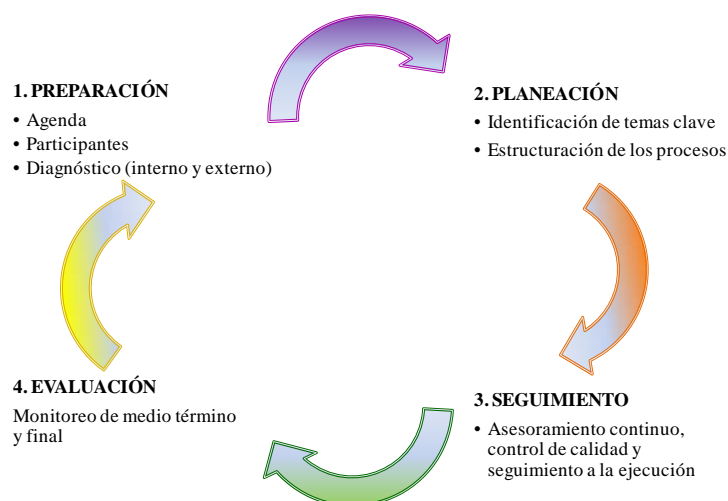 1. PREPARACIÓN
• Agenda
• Participantes
• Diagnóstico (interno y externo)
2. PLANEACIÓN
• Identificación de temas clave
• Estructuración de los procesos
3. SEGUIMIENTO
• Asesoramiento continuo,
control de calidad y
seguimiento a la ejecución
4. EVALUACIÓN
Monitoreo de medio término
y final